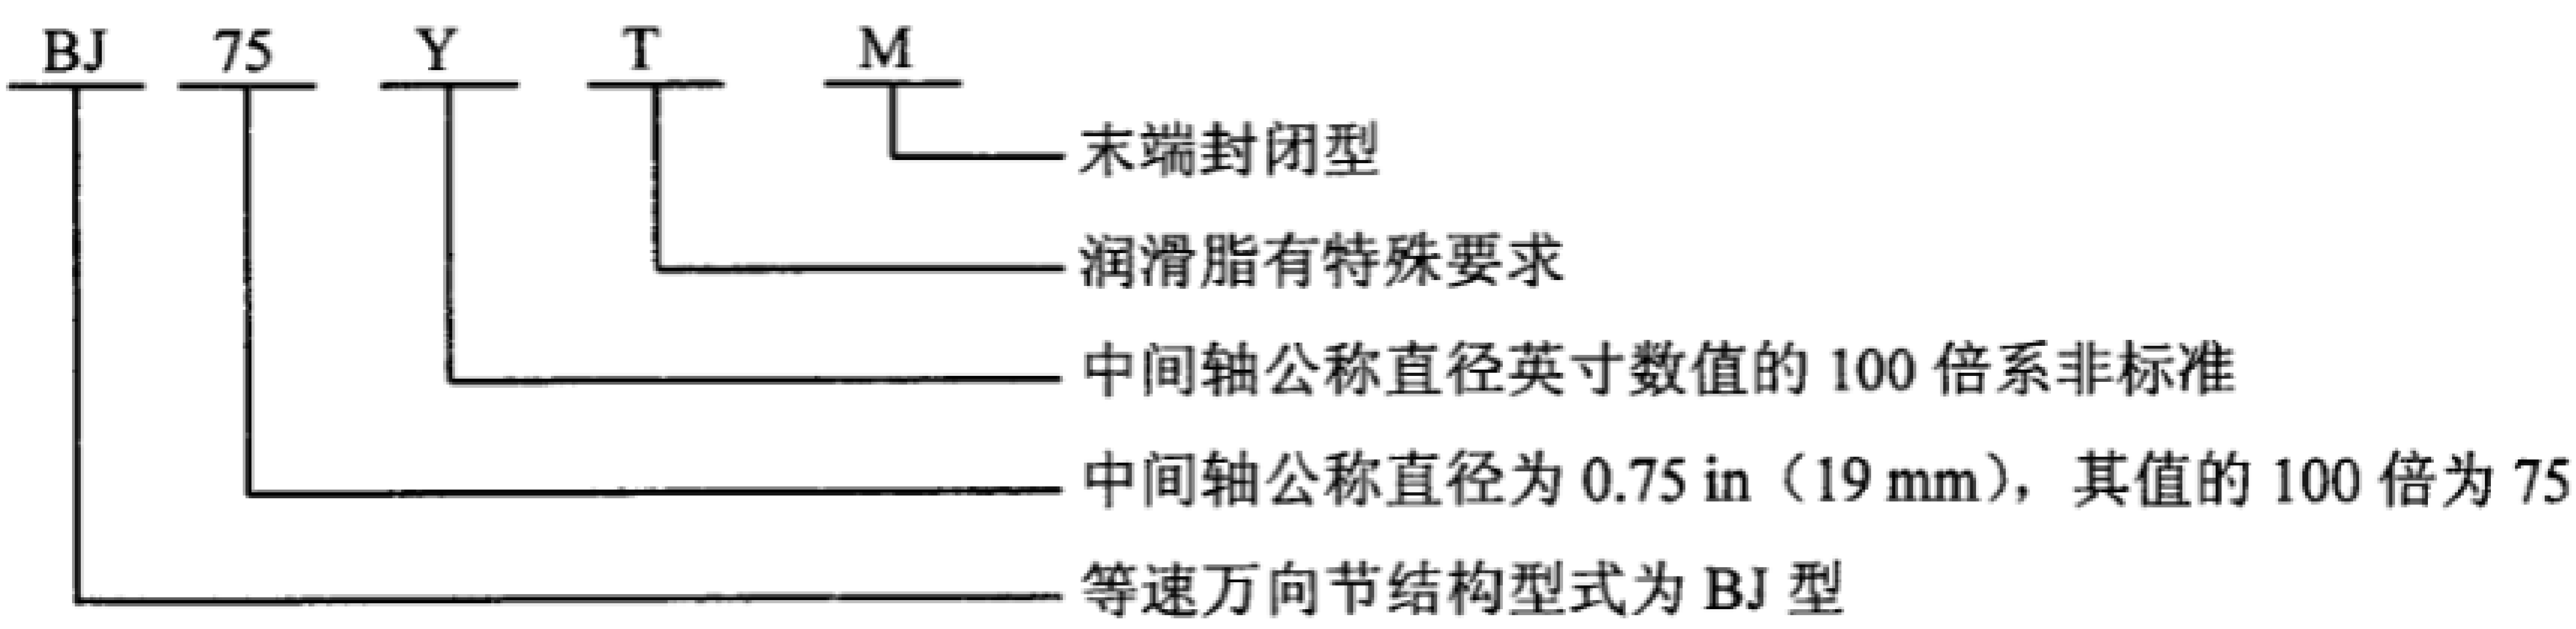 BJ 75 Y T M
末端封闭型
润滑脂有特殊要求
中间轴公称直径英寸数值的 100 倍系非标准
中间轴公称直径为 0.75 in（19 mm），其值的 100 倍为 75
等速万向节结构型式为 BJ 型